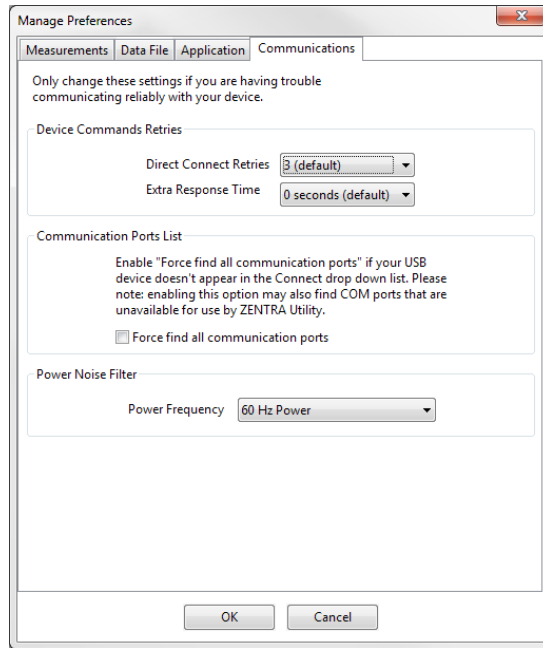 Manage Preferences
Measurements Data File Application Communications
Only change these settings if you are having trouble
communicating reliably with your device.
Device Commands Retries
Direct Connect Retries 3 (default)
Extra Response Time 0 seconds (default)
Communication Ports List
Enable "Force find all communication ports" if your USB
device doesn't appear in the Connect drop down list. Please
note: enabling this option may also find COM ports that are
unavailable for use by ZENTRA Utility.
Force find all communication ports
Power Noise Filter
Power Frequency 60 Hz Power
OK Cancel